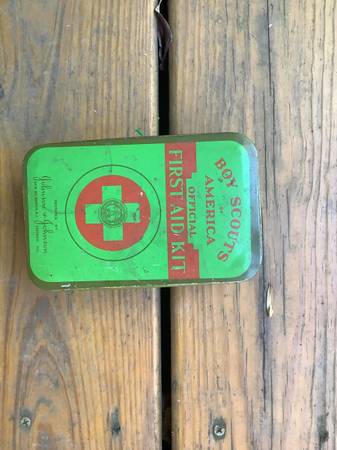 BOY SCOUTS
OF
AMERICA
OFFICIAL
FIRST AID KIT
Johnson & Johnson